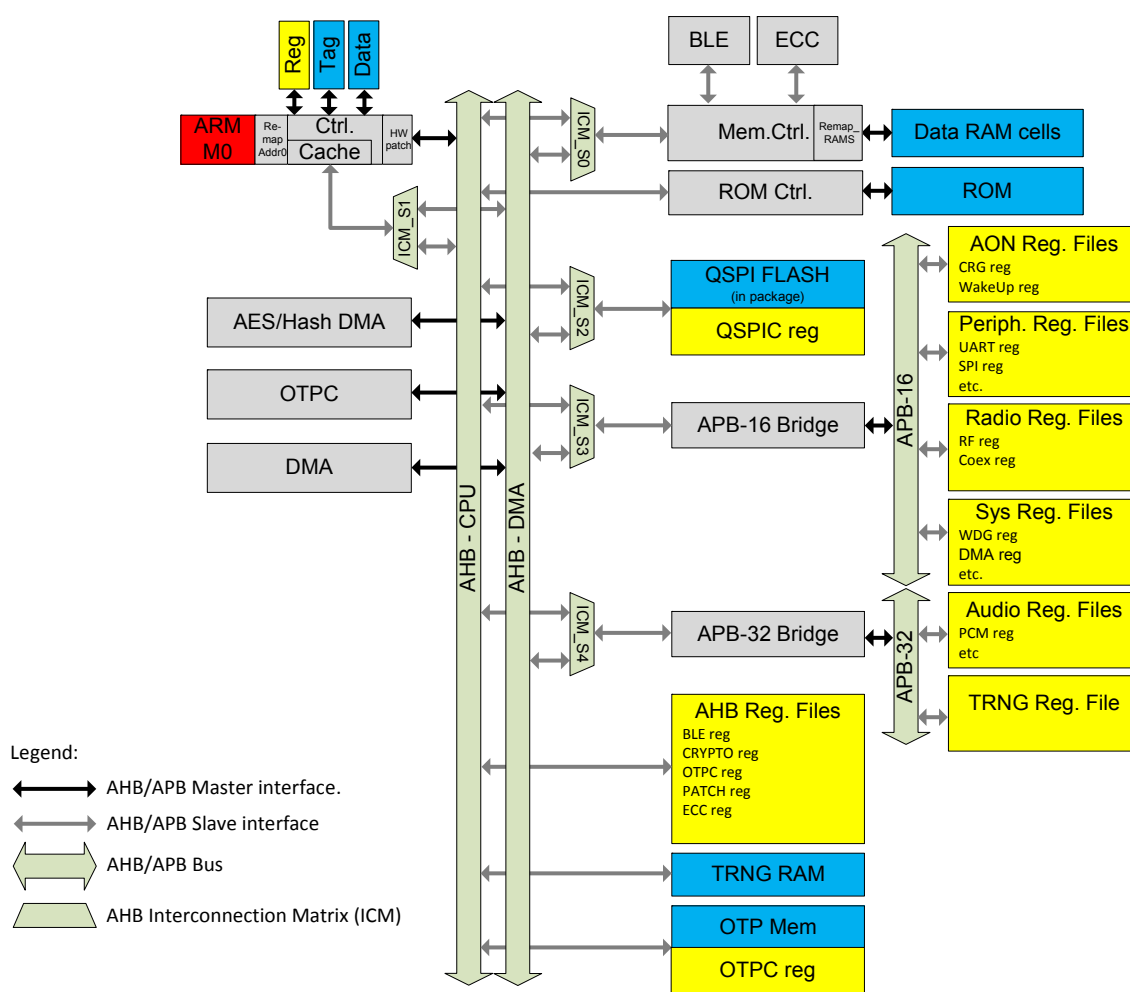 BLE
ECC
Reg
Tag
Data
ARM
M0
Re-
map
Addr0
Ctrl.
Cache
HW
patch
ICM_S0
Mem.Ctrl.
Remap_
RAMS
Data RAM cells
ROM Ctrl.
ROM
ICM_S1
AHB - CPU
AHB - DMA
AES/Hash DMA
OTPC
DMA
ICM_S2
QSPI FLASH
(in package)
QSPIC reg
ICM_S3
APB-16 Bridge
APB-16
AON Reg. Files
CRG reg
WakeUp reg
Periph. Reg. Files
UART reg
SPI reg
etc.
Radio Reg. Files
RF reg
Coex reg
Sys Reg. Files
WDG reg
DMA reg
etc.
ICM_S4
APB-32 Bridge
APB-32
Audio Reg. Files
PCM reg
etc
TRNG Reg. File
AHB Reg. Files
BLE reg
CRYPTO reg
OTPC reg
PATCH reg
ECC reg
TRNG RAM
OTP Mem
OTPC reg
Legend:
AHB/APB Master interface.
AHB/APB Slave interface
AHB/APB Bus
AHB Interconnection Matrix (ICM)